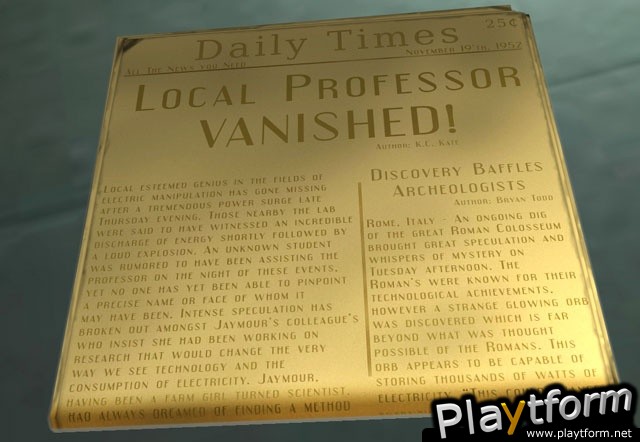 Daily Times
25¢
All The News You Need
November 19th, 1952
Local Professor
VANISHED!
Author: K.C. Kate
Local esteemed genius in the fields of
electric manipulation has gone missing
after a tremendous power surge late
Thursday evening. Those nearby the lab
were said to have witnessed an incredible
discharge of energy shortly followed by
a loud explosion. An unknown student
was rumored to have been assisting the
professor on the night of these events,
yet no one has yet been able to pinpoint
a precise name or face of whom it
may have been. Intense speculation has
broken out amongst Jaymour's colleague's
who insist she had been working on
research that would change the very
way we see technology and the
consumption of electricity. Jaymour,
having been a farm girl turned scientist,
had always dreamed of finding a method
Discovery Baffles
Archeologists
Author: Bryan Todd
Rome, Italy - An ongoing dig
of the great Roman Colosseum
brought great speculation and
whispers of mystery on
Tuesday afternoon. The
Roman's were known for their
technological achievements,
however a strange glowing orb
was discovered which is far
beyond what was thought
possible of the Romans. This
orb appears to be capable of
storing thousands of watts of
electricity. "This
Playtform
www.playtform.net